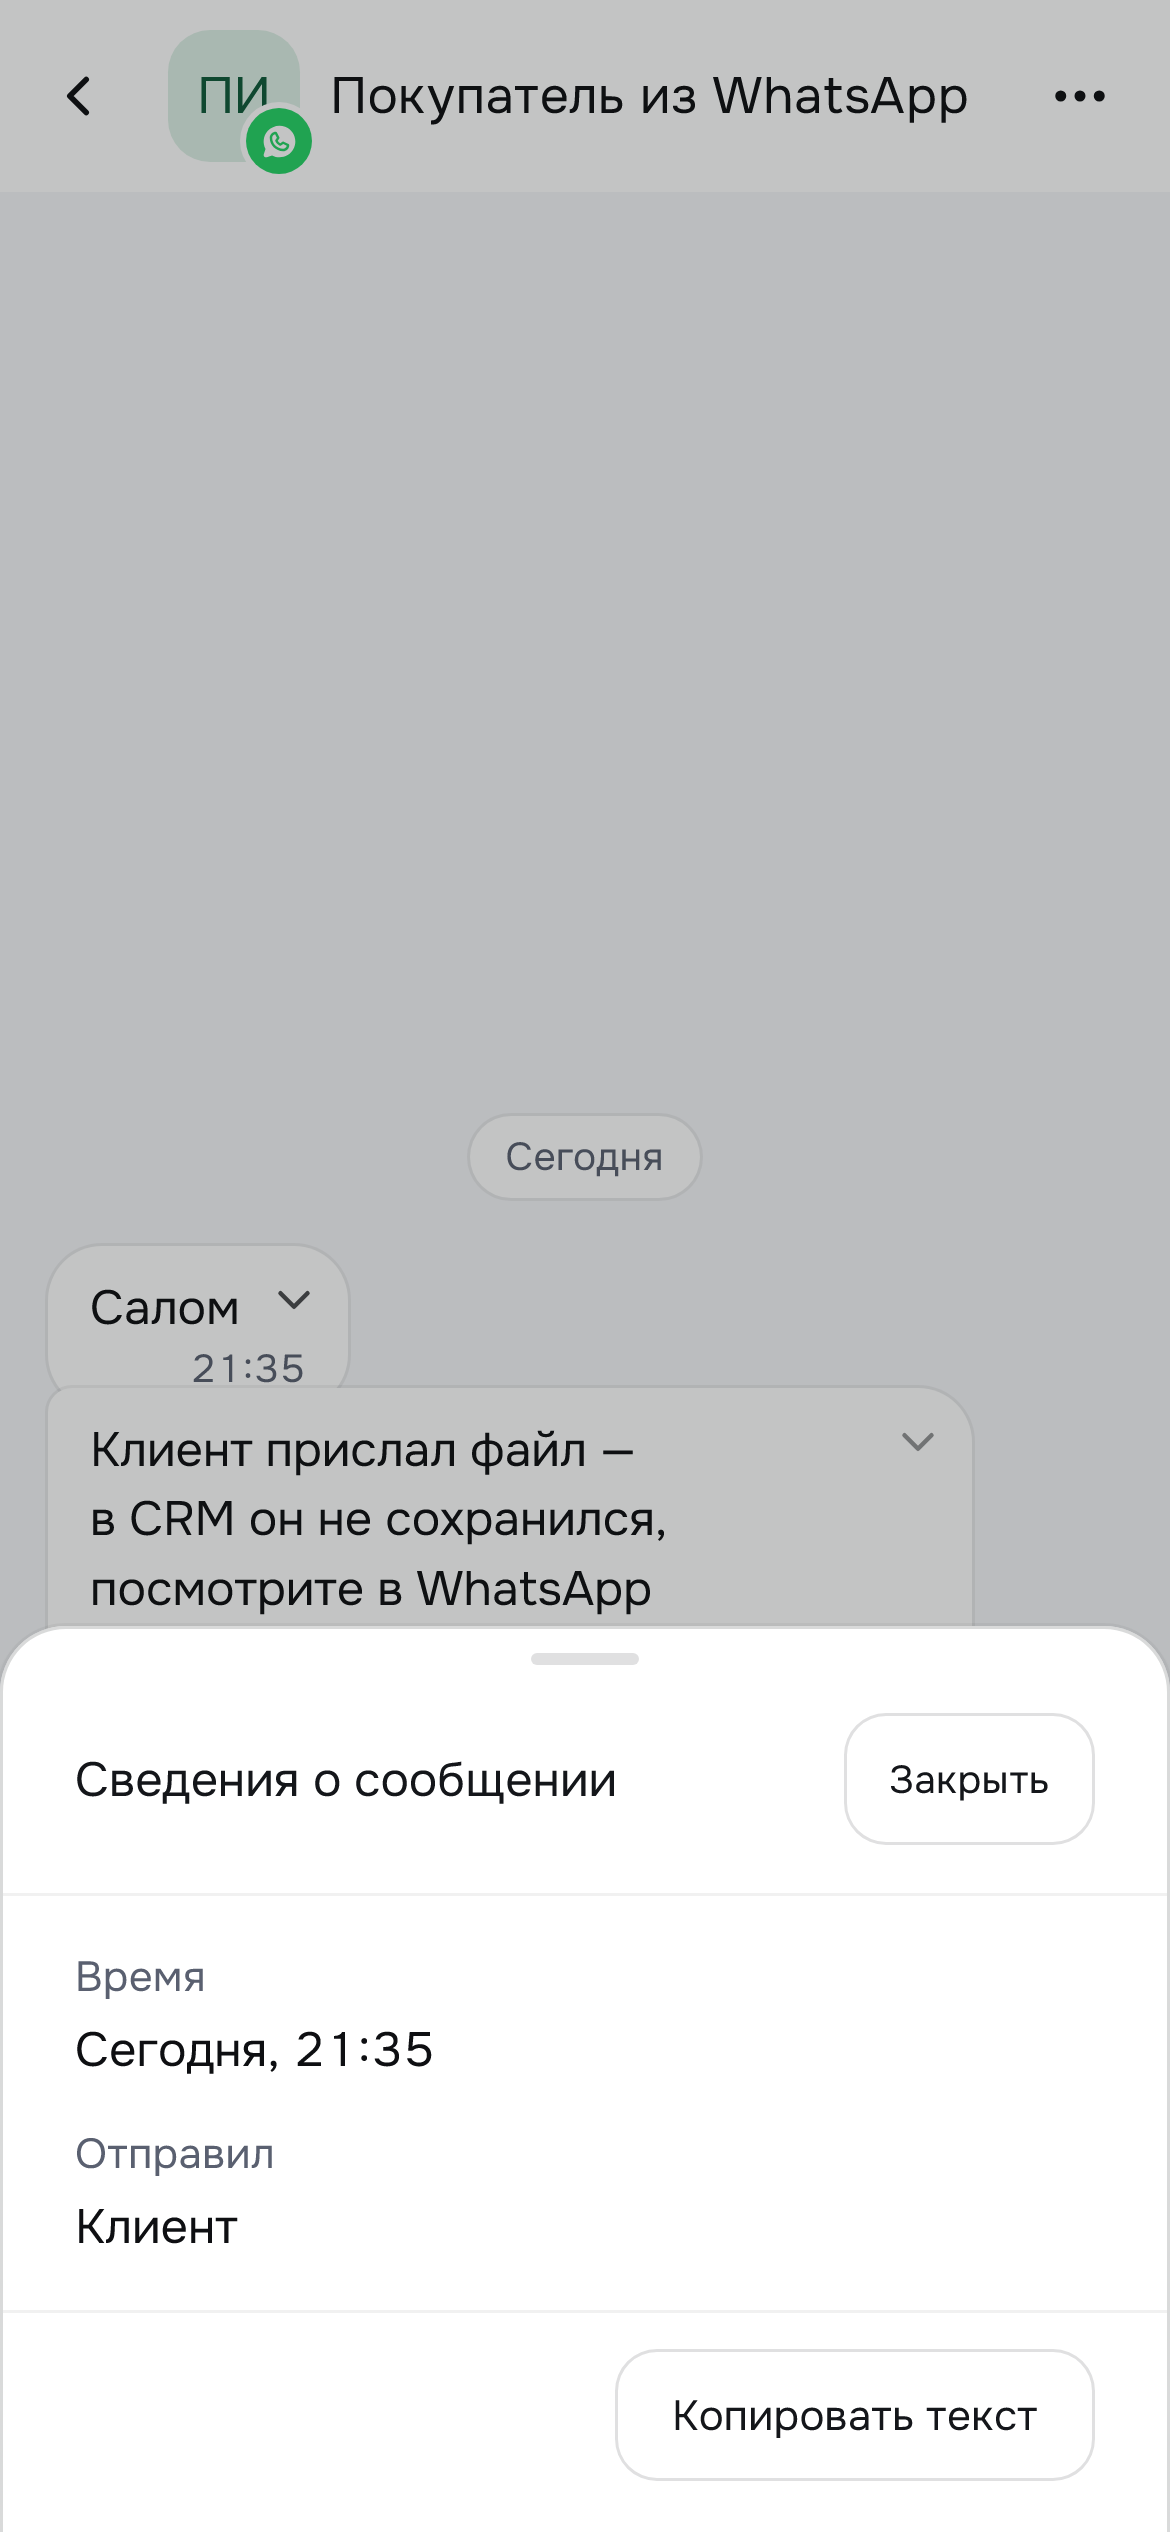 ПИ
Покупатель из WhatsApp
Сегодня
Салом
21:35
Клиент прислал файл —
в CRM он не сохранился,
посмотрите в WhatsApp
Сведения о сообщении
Закрыть
Время
Сегодня, 21:35
Отправил
Клиент
Копировать текст